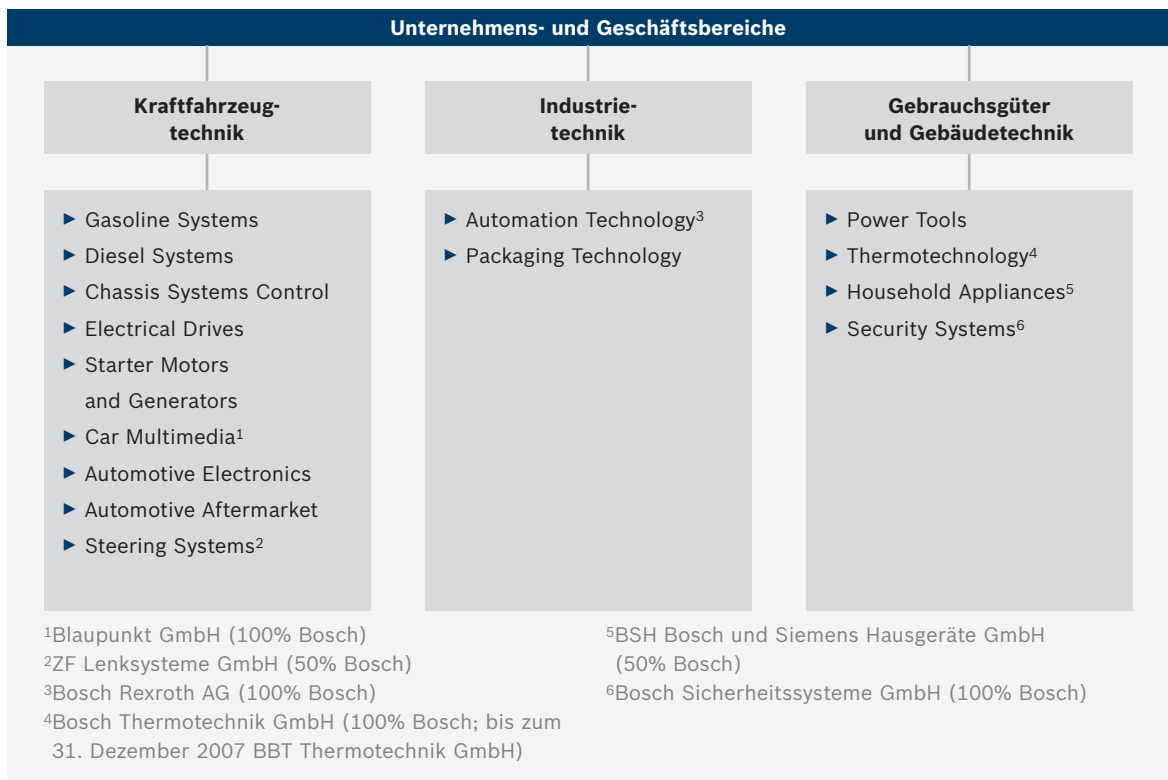 Unternehmens- und Geschäftsbereiche
Kraftfahrzeug-
technik
Gasoline Systems
Diesel Systems
Chassis Systems Control
Electrical Drives
Starter Motors
and Generators
Car Multimedia¹
Automotive Electronics
Automotive Aftermarket
Steering Systems²
Industrie-
technik
Automation Technology³
Packaging Technology
Gebrauchsgüter
und Gebäudetechnik
Power Tools
Thermotechnology⁴
Household Appliances⁵
Security Systems⁶
¹Blaupunkt GmbH (100% Bosch)
²ZF Lenksysteme GmbH (50% Bosch)
³Bosch Rexroth AG (100% Bosch)
⁴Bosch Thermotechnik GmbH (100% Bosch; bis zum
31. Dezember 2007 BBT Thermotechnik GmbH)
⁵BSH Bosch und Siemens Hausgeräte GmbH
(50% Bosch)
⁶Bosch Sicherheitssysteme GmbH (100% Bosch)